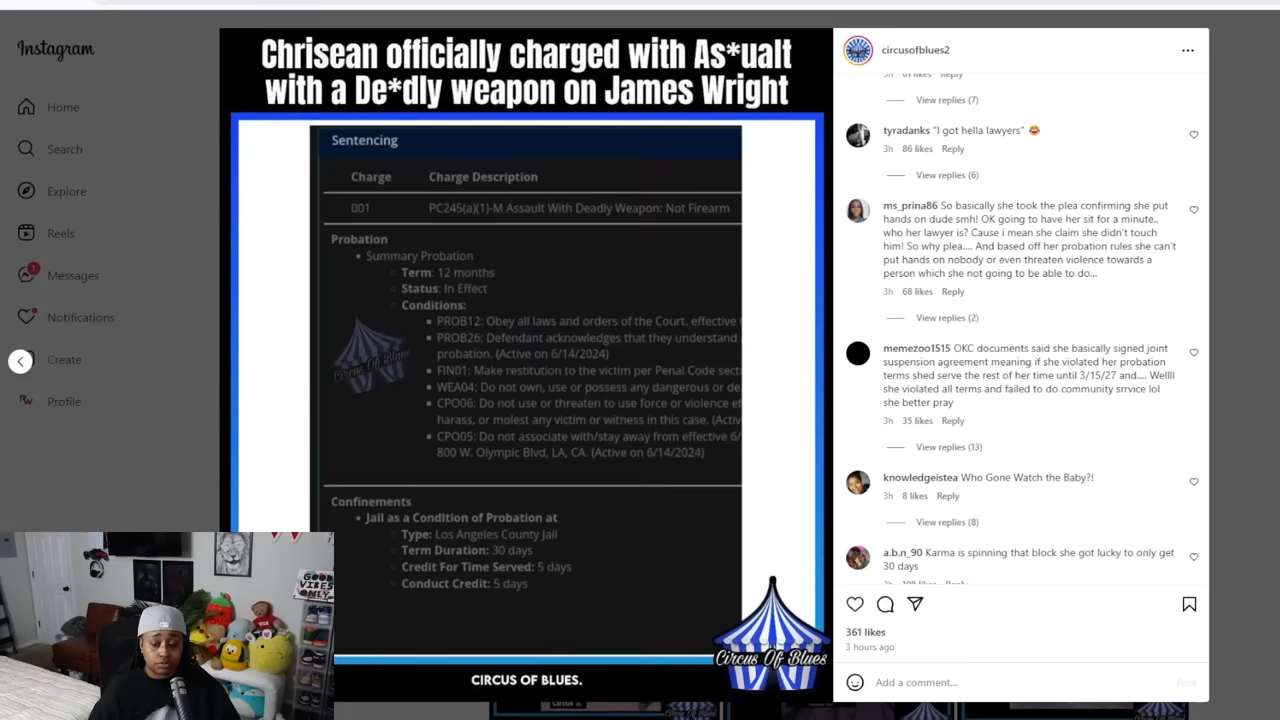 Instagram
Home
Search
Explore
Reels
1
Messages
Notifications
Create
Profile
Chrisean officially charged with As*ualt
with a De*dly weapon on James Wright
Sentencing
Charge Charge Description
001 PC245(a)(1)-M Assault With Deadly Weapon: Not Firearm
Probation
Summary Probation
Term: 12 months
Status: In Effect
Conditions:
PROB12: Obey all laws and orders of the Court. effective
PROB26: Defendant acknowledges that they understand
probation. (Active on 6/14/2024)
FIN01: Make restitution to the victim per Penal Code sect
WEA04: Do not own, use or possess any dangerous or de
CPO06: Do not use or threaten to use force or violence ef
harass, or molest any victim or witness in this case. (Activ
CPO05: Do not associate with/stay away from effective 6/
800 W. Olympic Blvd, LA, CA. (Active on 6/14/2024)
Circus Of Blues
Confinements
Jail as a Condition of Probation at
Type: Los Angeles County Jail
Term Duration: 30 days
Credit For Time Served: 5 days
Conduct Credit: 5 days
Circus Of Blues
CIRCUS OF BLUES.
GOOD
VIBES
ONLY
circusofblues2
3h 61 likes Reply
View replies (7)
tyradanks "I got hella lawyers" 😂
3h 86 likes Reply
View replies (6)
ms_prina86 So basically she took the plea confirming she put
hands on dude smh! OK going to have her sit for a minute..
who her lawyer is? Cause i mean she claim she didn't touch
him! So why plea.... And based off her probation rules she can't
put hands on nobody or even threaten violence towards a
person which she not going to be able to do...
3h 68 likes Reply
View replies (2)
memezoo1515 OKC documents said she basically signed joint
suspension agreement meaning if she violated her probation
terms shed serve the rest of her time until 3/15/27 and.... Wellll
she violated all terms and failed to do community srrvice lol
she better pray
3h 35 likes Reply
View replies (13)
knowledgeistea Who Gone Watch the Baby?!
3h 8 likes Reply
View replies (8)
a.b.n_90 Karma is spinning that block she got lucky to only get
30 days
361 likes
3 hours ago
Add a comment...
Post